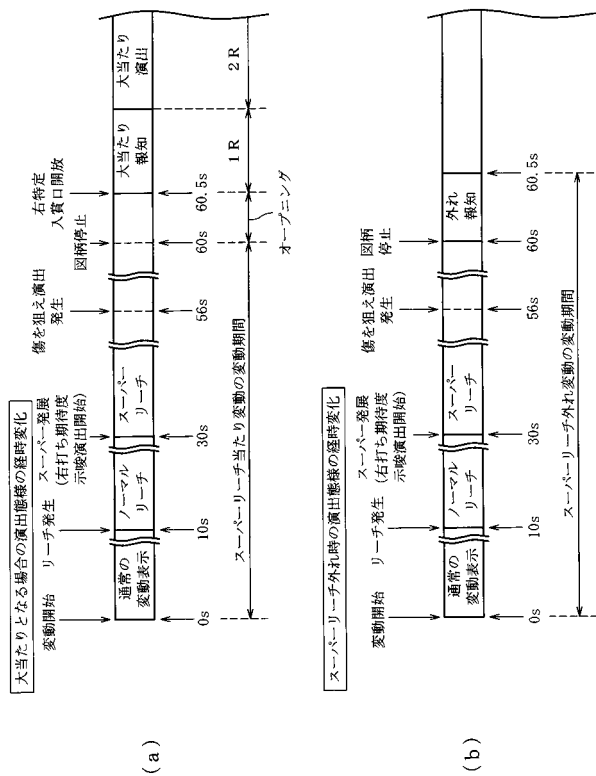 (a)
大当たりとなる場合の演出態様の経時変化
変動開始
リーチ発生
スーパー発展
(右打ち期待度
示唆演出開始)
傷を狙え演出
発生
図柄停止
右特定
入賞口開放
通常の
変動表示
ノーマル
リーチ
スーパー
リーチ
大当たり
報知
大当たり
演出
0s
10s
30s
56s
60s
60.5s
1R
2R
オープニング
スーパーリーチ当たり変動の変動期間
(b)
スーパーリーチ外れ時の演出態様の経時変化
変動開始
リーチ発生
スーパー発展
(右打ち期待度
示唆演出開始)
傷を狙え演出
発生
図柄
停止
通常の
変動表示
ノーマル
リーチ
スーパー
リーチ
外れ
報知
0s
10s
30s
56s
60s
60.5s
スーパーリーチ外れ変動の変動期間